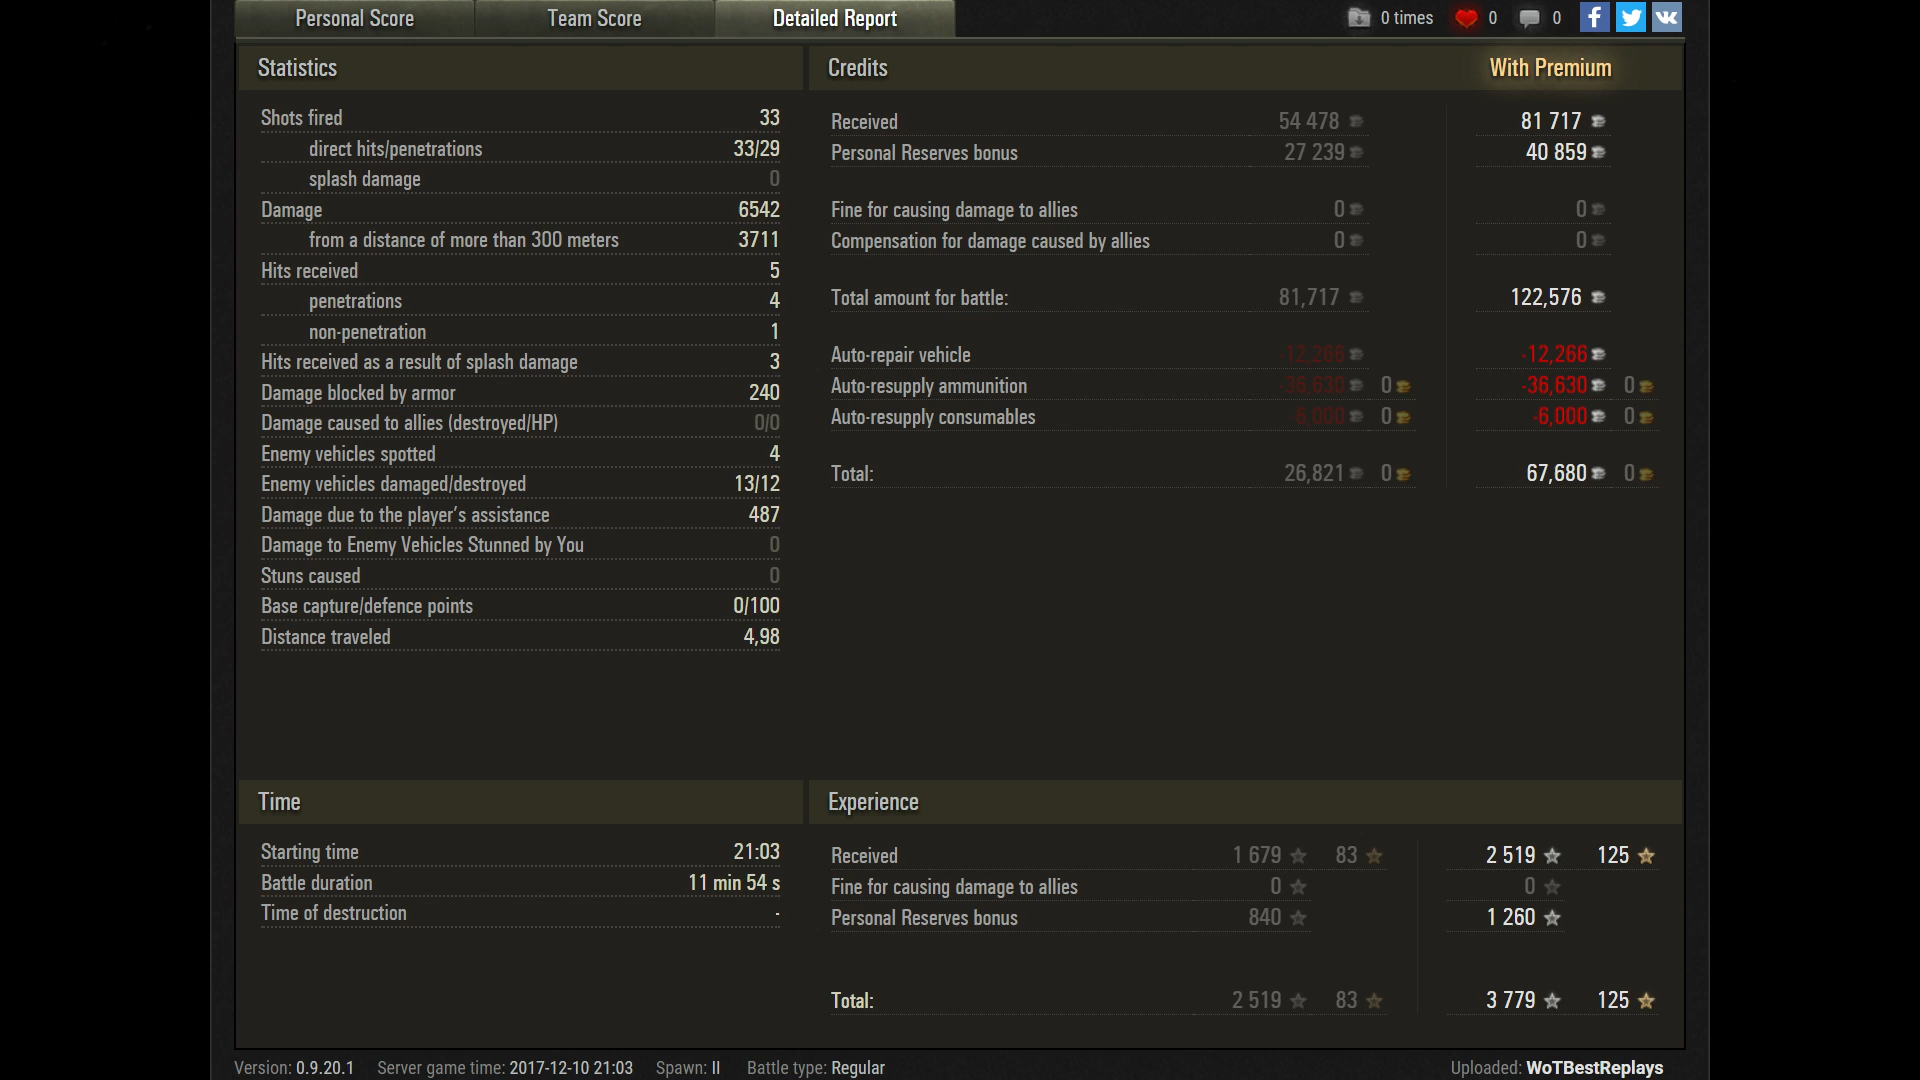 Personal Score Team Score Detailed Report 0 times 0 0
Statistics
Shots fired 33
direct hits/penetrations 33/29
splash damage 0
Damage 6542
from a distance of more than 300 meters 3711
Hits received 5
penetrations 4
non-penetration 1
Hits received as a result of splash damage 3
Damage blocked by armor 240
Damage caused to allies (destroyed/HP) 0/0
Enemy vehicles spotted 4
Enemy vehicles damaged/destroyed 13/12
Damage due to the player's assistance 487
Damage to Enemy Vehicles Stunned by You 0
Stuns caused 0
Base capture/defence points 0/100
Distance traveled 4,98
Credits With Premium
Received 54 478 81 717
Personal Reserves bonus 27 239 40 859
Fine for causing damage to allies 0 0
Compensation for damage caused by allies 0 0
Total amount for battle: 81,717 122,576
Auto-repair vehicle -12,266 -12,266
Auto-resupply ammunition -36,630 0 -36,630 0
Auto-resupply consumables -6,000 0 -6,000 0
Total: 26,821 0 67,680 0
Time
Starting time 21:03
Battle duration 11 min 54 s
Time of destruction -
Experience
Received 1 679 83 2 519 125
Fine for causing damage to allies 0 0
Personal Reserves bonus 840 1 260
Total: 2 519 83 3 779 125
Version: 0.9.20.1 Server game time: 2017-12-10 21:03 Spawn: II Battle type: Regular Uploaded: WoTBestReplays